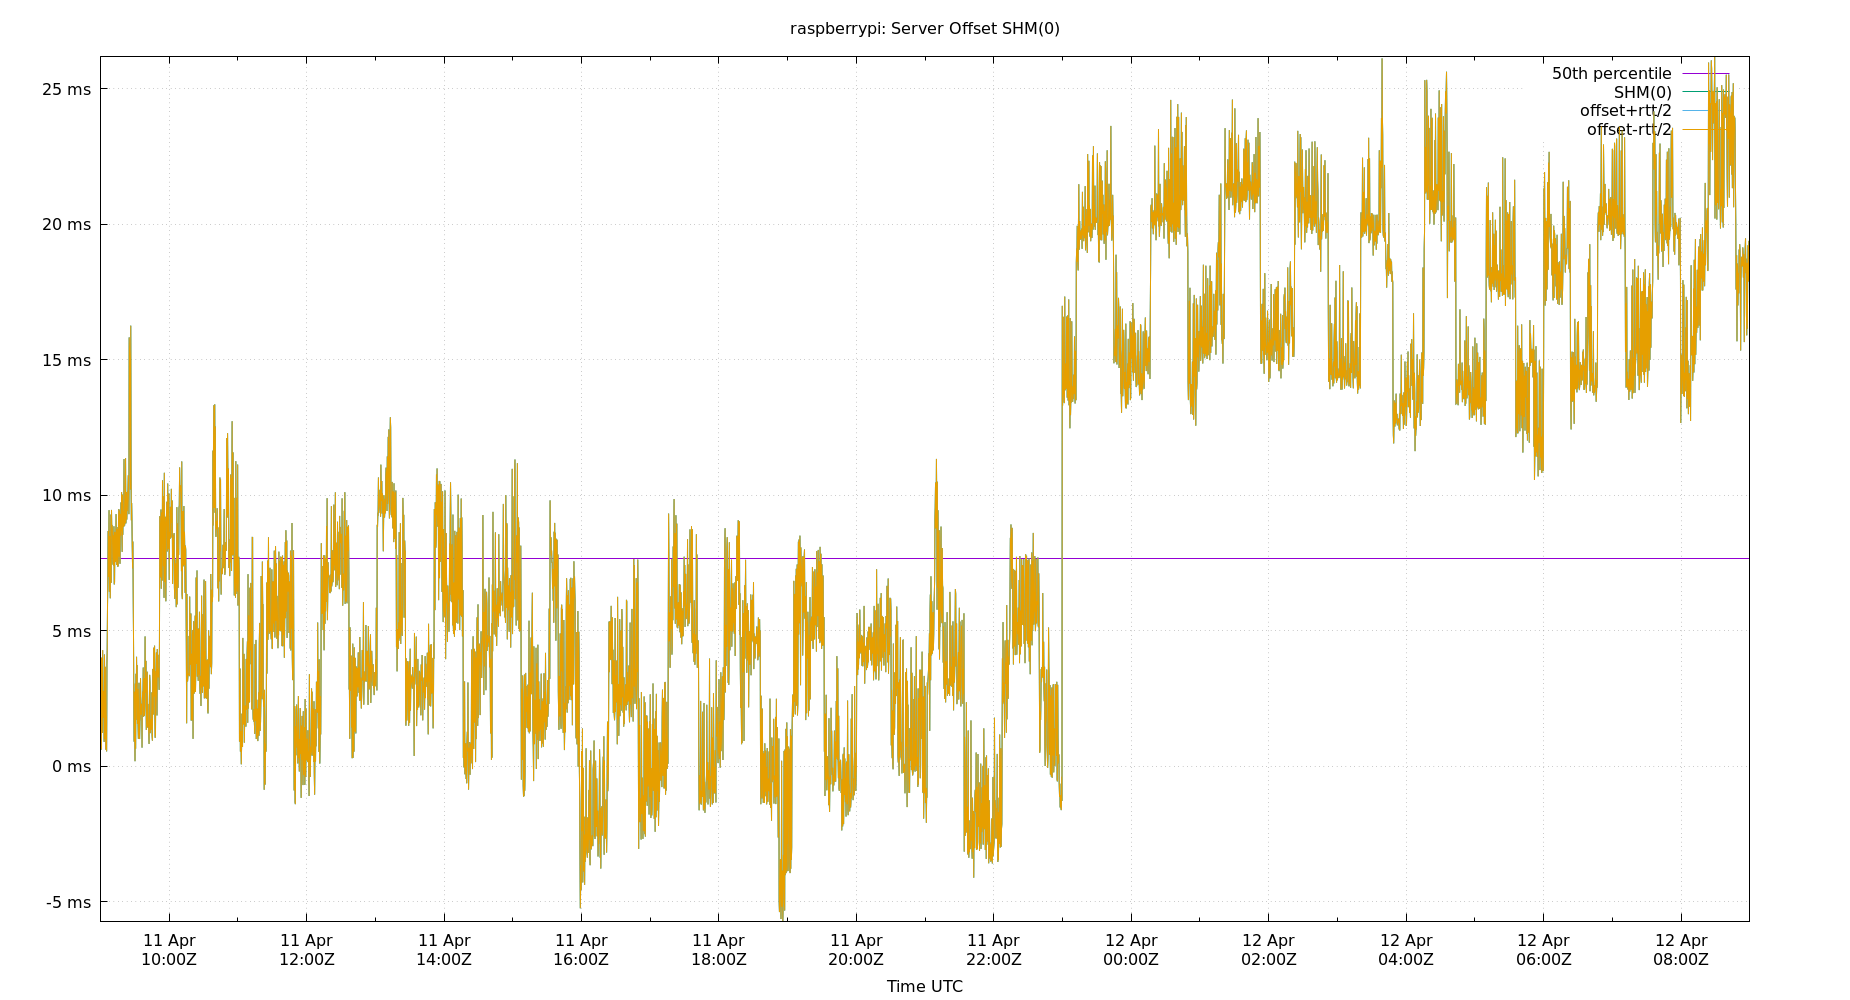 raspberrypi: Server Offset SHM(0)
50th percentile
SHM(0)
offset+rtt/2
offset-rtt/2
25 ms
20 ms
15 ms
10 ms
5 ms
0 ms
-5 ms
11 Apr 11 Apr 11 Apr 11 Apr 11 Apr 11 Apr 11 Apr 12 Apr 12 Apr 12 Apr 12 Apr 12 Apr
10:00Z 12:00Z 14:00Z 16:00Z 18:00Z 20:00Z 22:00Z 00:00Z 02:00Z 04:00Z 06:00Z 08:00Z
Time UTC